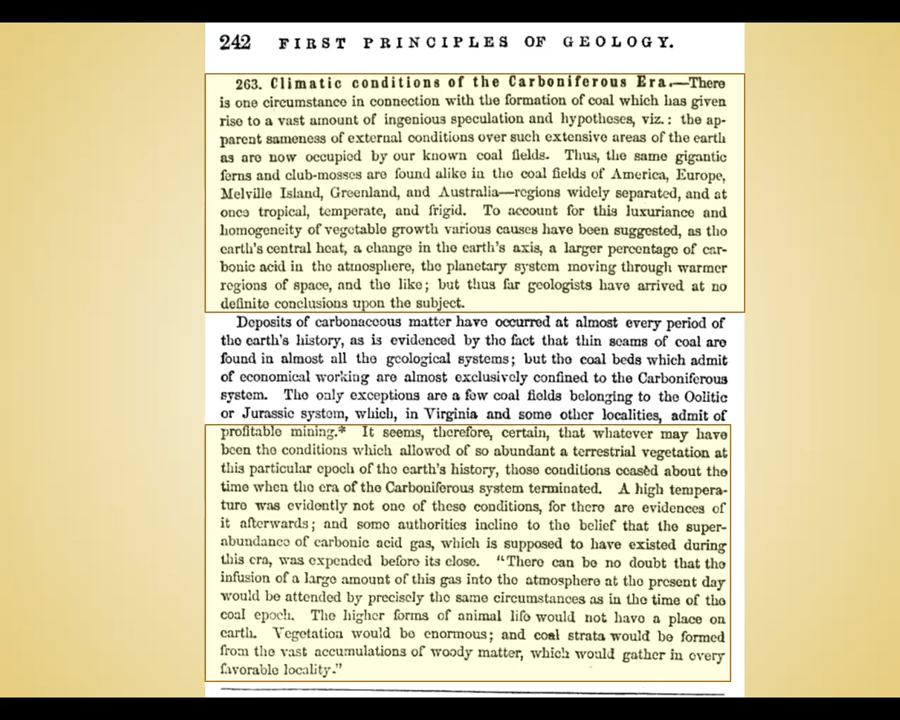 242 FIRST PRINCIPLES OF GEOLOGY.
263. Climatic conditions of the Carboniferous Era.—There
is one circumstance in connection with the formation of coal which has given
rise to a vast amount of ingenious speculation and hypotheses, viz.: the ap-
parent sameness of external conditions over such extensive areas of the earth
as are now occupied by our known coal fields. Thus, the same gigantic
ferns and club-mosses are found alike in the coal fields of America, Europe,
Melville Island, Greenland, and Australia—regions widely separated, and at
once tropical, temperate, and frigid. To account for this luxuriance and
homogeneity of vegetable growth various causes have been suggested, as the
earth's central heat, a change in the earth's axis, a larger percentage of car-
bonic acid in the atmosphere, the planetary system moving through warmer
regions of space, and the like; but thus far geologists have arrived at no
definite conclusions upon the subject.
Deposits of carbonaceous matter have occurred at almost every period of
the earth's history, as is evidenced by the fact that thin seams of coal are
found in almost all the geological systems; but the coal beds which admit
of economical working are almost exclusively confined to the Carboniferous
system. The only exceptions are a few coal fields belonging to the Oolitic
or Jurassic system, which, in Virginia and some other localities, admit of
profitable mining.* It seems, therefore, certain, that whatever may have
been the conditions which allowed of so abundant a terrestrial vegetation at
this particular epoch of the earth's history, those conditions ceased about the
time when the era of the Carboniferous system terminated. A high tempera-
ture was evidently not one of these conditions, for there are evidences of
it afterwards; and some authorities incline to the belief that the super-
abundance of carbonic acid gas, which is supposed to have existed during
this era, was expended before its close. "There can be no doubt that the
infusion of a large amount of this gas into the atmosphere at the present day
would be attended by precisely the same circumstances as in the time of the
coal epoch. The higher forms of animal life would not have a place on
earth. Vegetation would be enormous; and coal strata would be formed
from the vast accumulations of woody matter, which would gather in every
favorable locality."